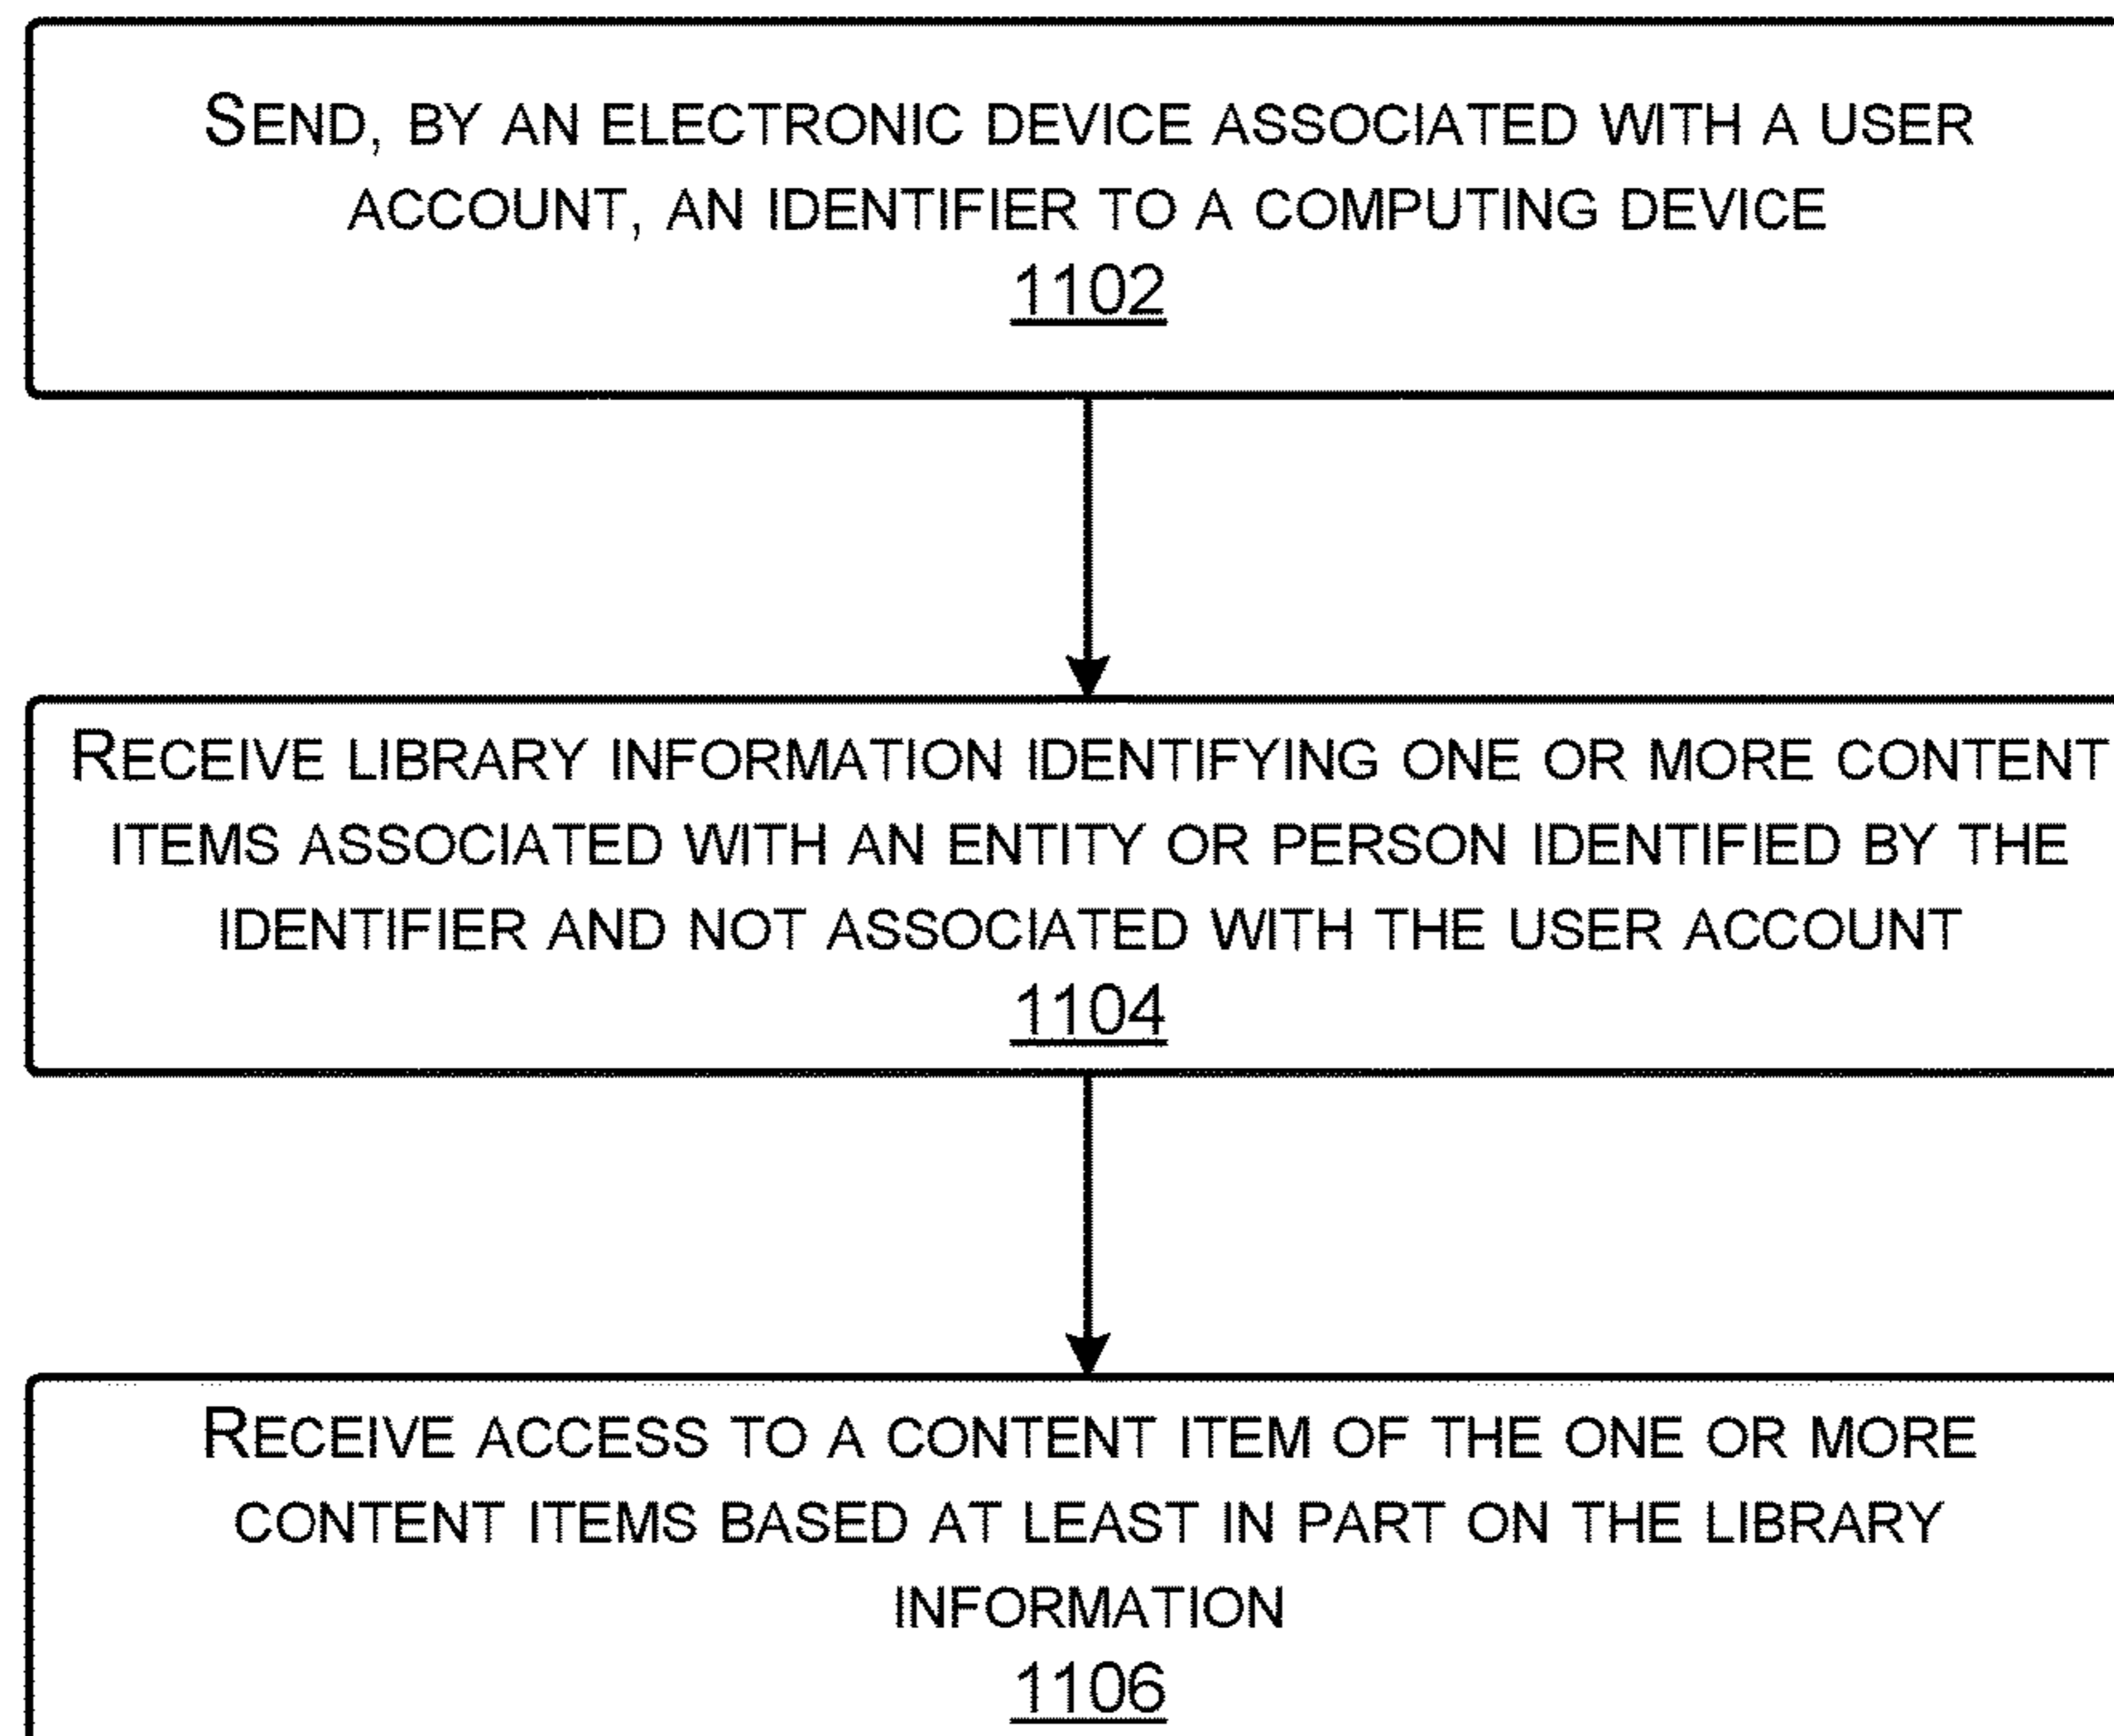 SEND, BY AN ELECTRONIC DEVICE ASSOCIATED WITH A USER
ACCOUNT, AN IDENTIFIER TO A COMPUTING DEVICE
1102
RECEIVE LIBRARY INFORMATION IDENTIFYING ONE OR MORE CONTENT
ITEMS ASSOCIATED WITH AN ENTITY OR PERSON IDENTIFIED BY THE
IDENTIFIER AND NOT ASSOCIATED WITH THE USER ACCOUNT
1104
RECEIVE ACCESS TO A CONTENT ITEM OF THE ONE OR MORE
CONTENT ITEMS BASED AT LEAST IN PART ON THE LIBRARY
INFORMATION
1106